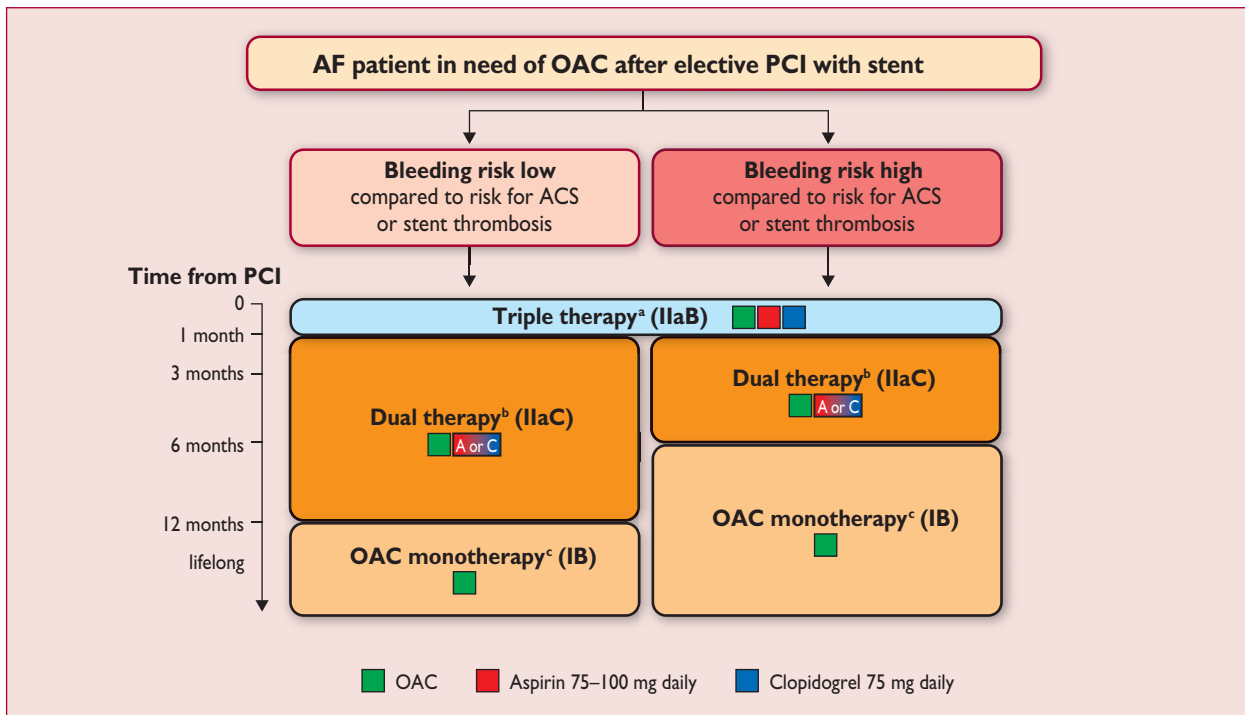 AF patient in need of OAC after elective PCI with stent
Bleeding risk low
compared to risk for ACS
or stent thrombosis
Bleeding risk high
compared to risk for ACS
or stent thrombosis
Time from PCI
0
1 month
3 months
6 months
12 months
lifelong
Triple therapyᵃ (IIaB)
Dual therapyᵇ (IIaC)
A or C
Dual therapyᵇ (IIaC)
A or C
OAC monotherapyᶜ (IB)
OAC monotherapyᶜ (IB)
OAC
Aspirin 75–100 mg daily
Clopidogrel 75 mg daily